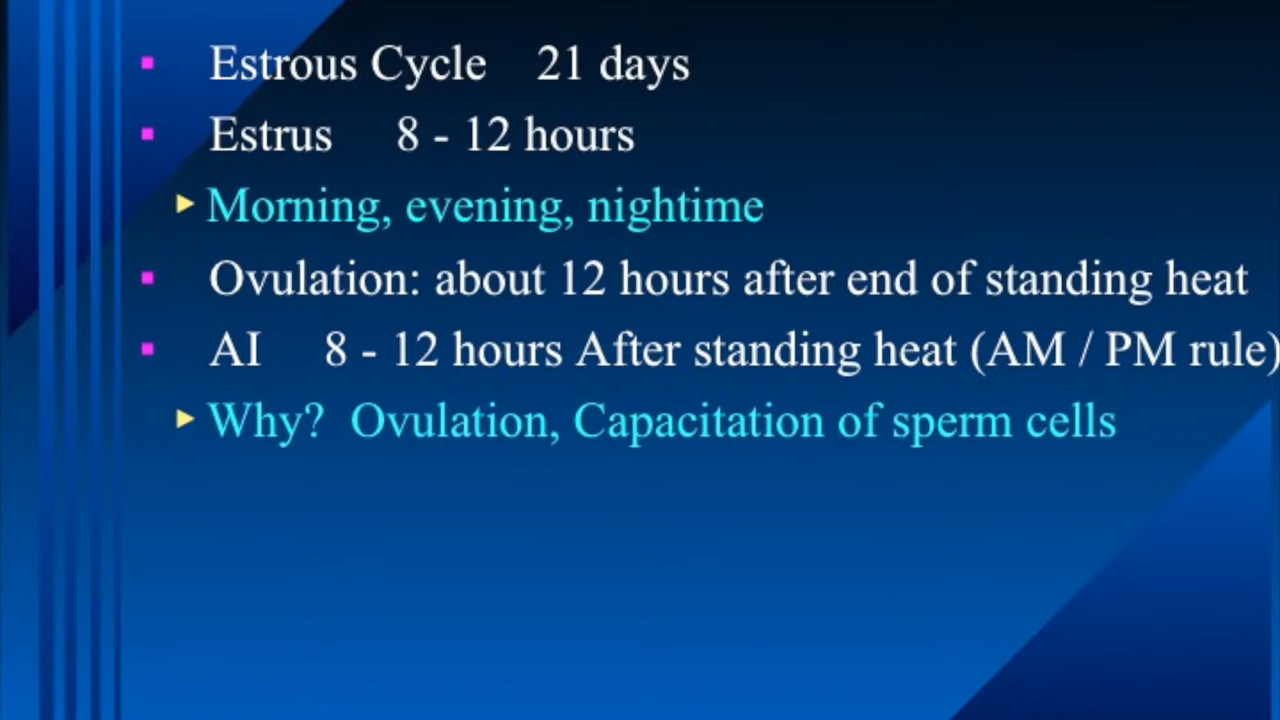 Estrous Cycle 21 days
Estrus 8 - 12 hours
Morning, evening, nightime
Ovulation: about 12 hours after end of standing heat
AI 8 - 12 hours After standing heat (AM / PM rule)
Why? Ovulation, Capacitation of sperm cells